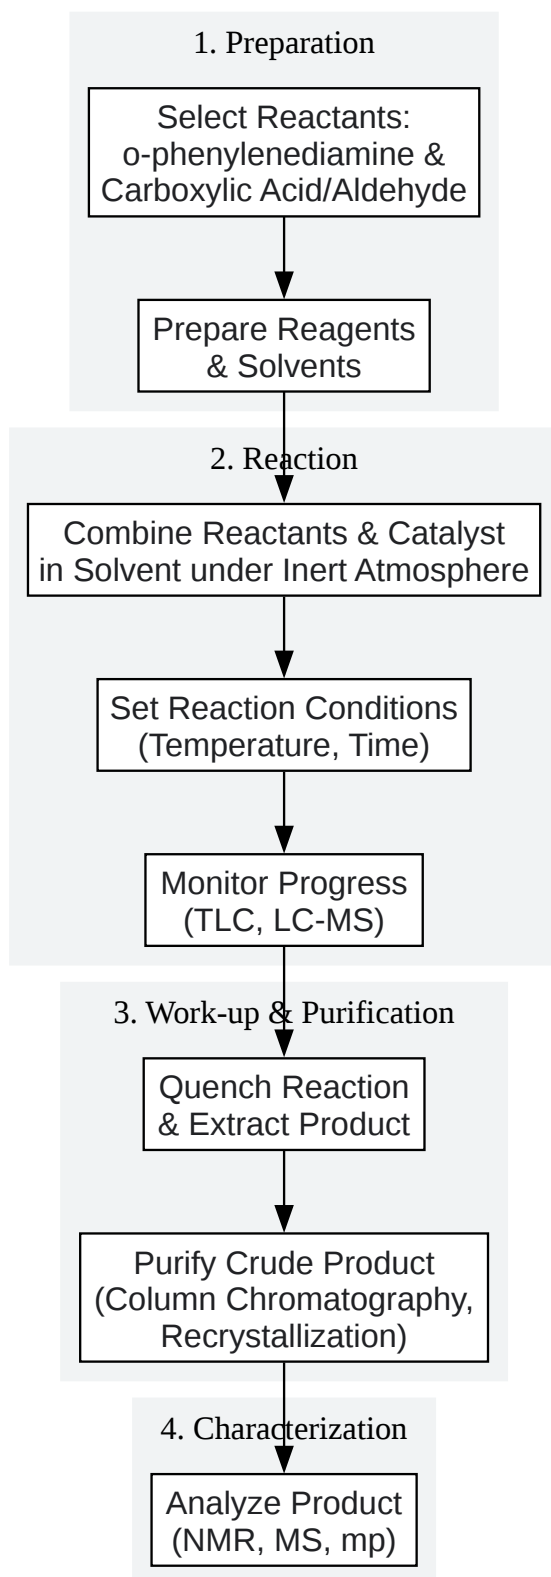 1. Preparation
Select Reactants:
o-phenylenediamine &
Carboxylic Acid/Aldehyde
Prepare Reagents
& Solvents
2. Reaction
Combine Reactants & Catalyst
in Solvent under Inert Atmosphere
Set Reaction Conditions
(Temperature, Time)
Monitor Progress
(TLC, LC-MS)
3. Work-up & Purification
Quench Reaction
& Extract Product
Purify Crude Product
(Column Chromatography,
Recrystallization)
4. Characterization
Analyze Product
(NMR, MS, mp)